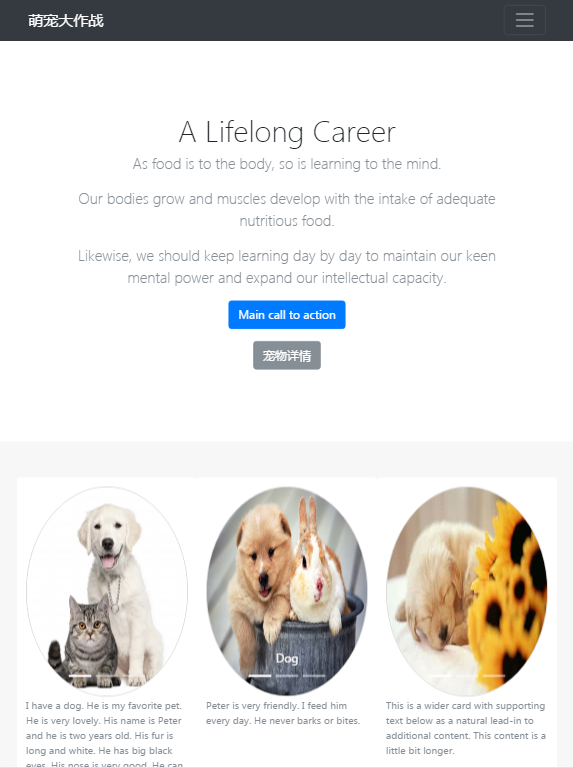 萌宠大作战
A Lifelong Career
As food is to the body, so is learning to the mind.
Our bodies grow and muscles develop with the intake of adequate
nutritious food.
Likewise, we should keep learning day by day to maintain our keen
mental power and expand our intellectual capacity.
Main call to action
宠物详情
Dog
I have a dog. He is my favorite pet.
He is very lovely. His name is Peter
and he is two years old. His fur is
long and white. He has big black
eyes. His nose is very good. He can
Peter is very friendly. I feed him
every day. He never barks or bites.
This is a wider card with supporting
text below as a natural lead-in to
additional content. This content is a
little bit longer.